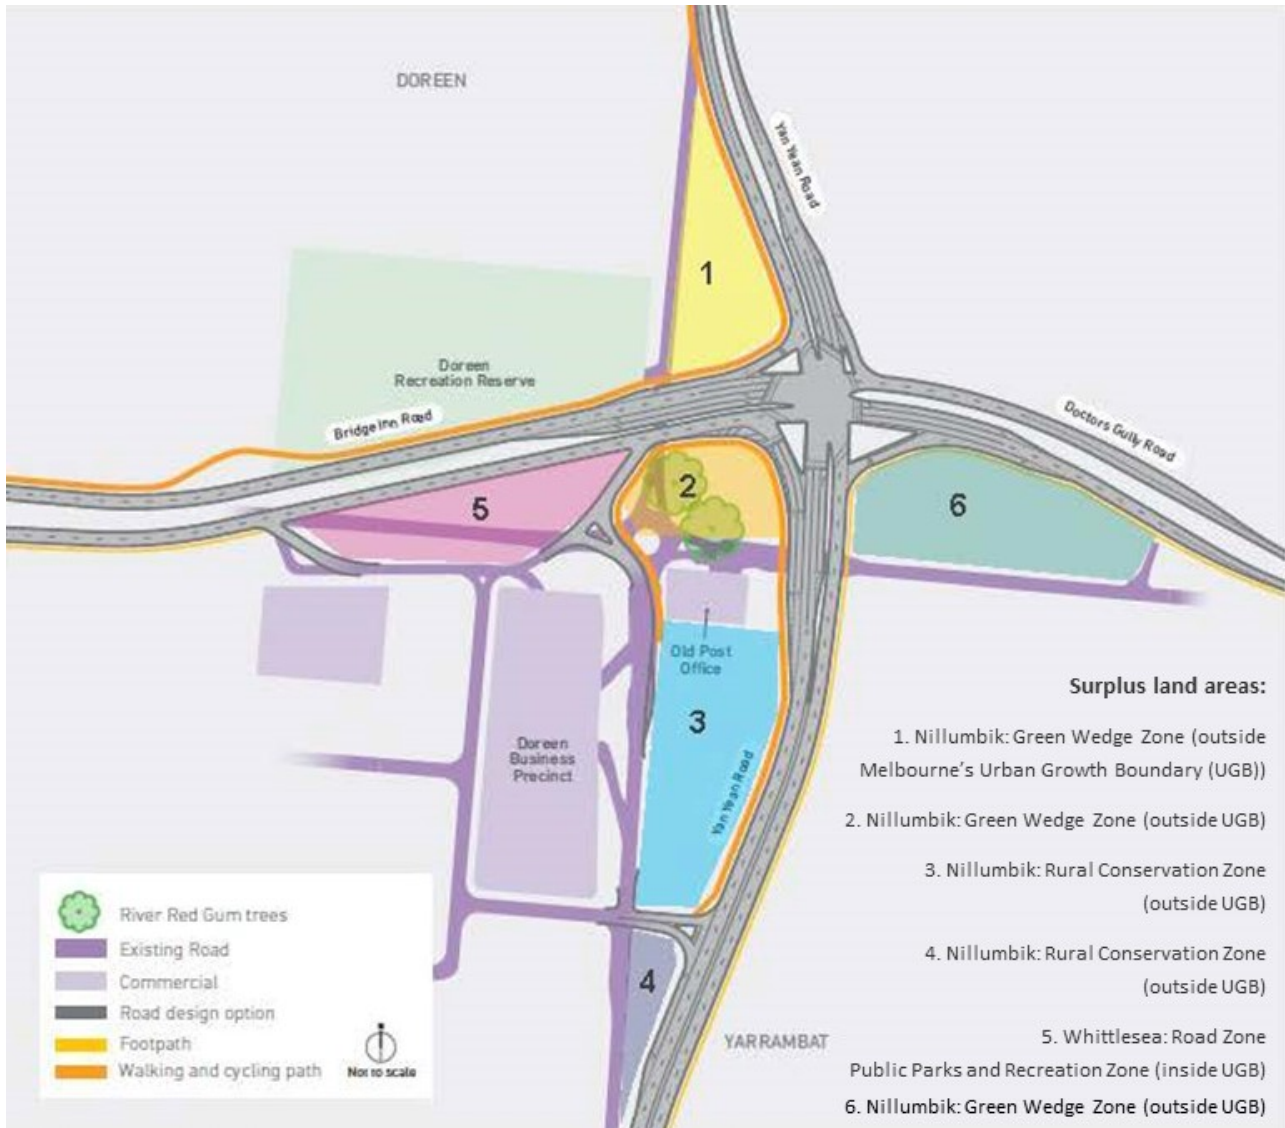 DOREEN
Yan Yean Road
1
Doreen
Recreation Reserve
Bridge Inn Road
Doctors Gully Road
2
5
6
Old Post
Office
3
Doreen
Business
Precinct
Yan Yean Road
4
YARRAMBAT
Surplus land areas:
1. Nillumbik: Green Wedge Zone (outside
Melbourne’s Urban Growth Boundary (UGB))
2. Nillumbik: Green Wedge Zone (outside UGB)
3. Nillumbik: Rural Conservation Zone
(outside UGB)
4. Nillumbik: Rural Conservation Zone
(outside UGB)
5. Whittlesea: Road Zone
Public Parks and Recreation Zone (inside UGB)
6. Nillumbik: Green Wedge Zone (outside UGB)
River Red Gum trees
Existing Road
Commercial
Road design option
Footpath
Walking and cycling path
Not to scale